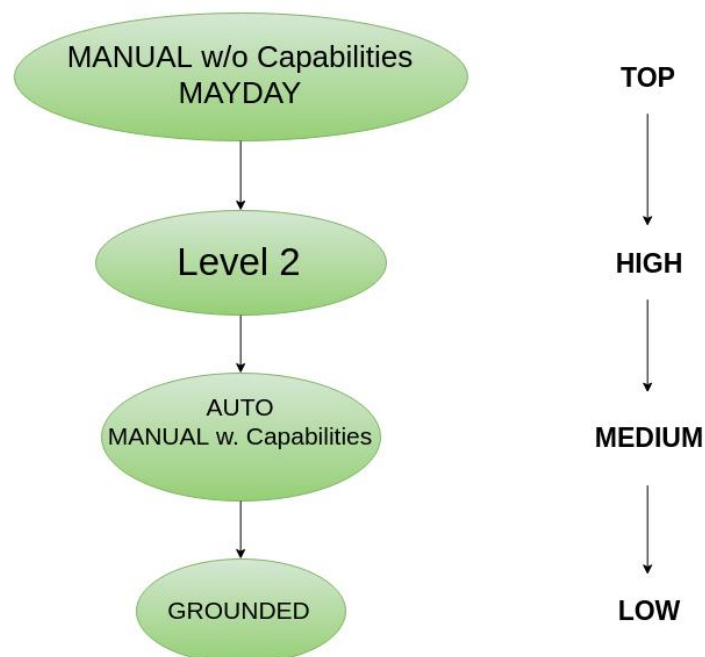 MANUAL w/o Capabilities
MAYDAY
TOP
Level 2
HIGH
AUTO
MANUAL w. Capabilities
MEDIUM
GROUNDED
LOW